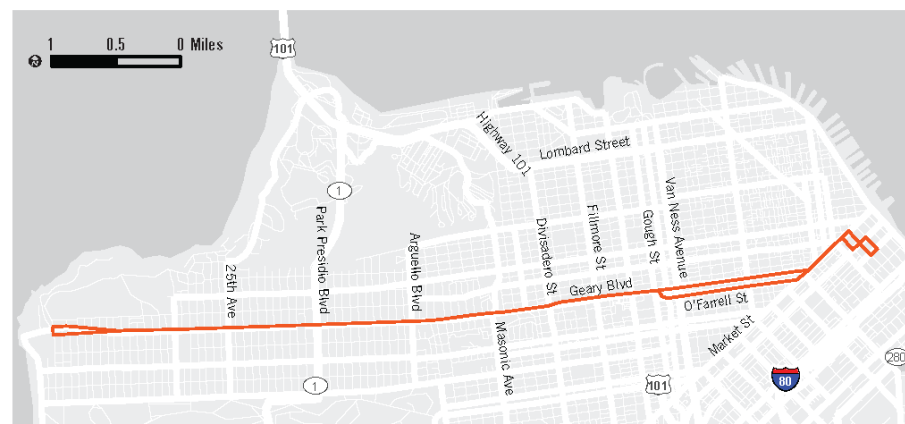 1 0.5 0 Miles
101
Highway 101
Lombard Street
1
Park Presidio Blvd
25th Ave
Arguello Blvd
Divisadero St
Fillmore St
Gough St
Van Ness Avenue
Geary Blvd
O'Farrell St
Masonic Ave
Market St
1
101
80
280